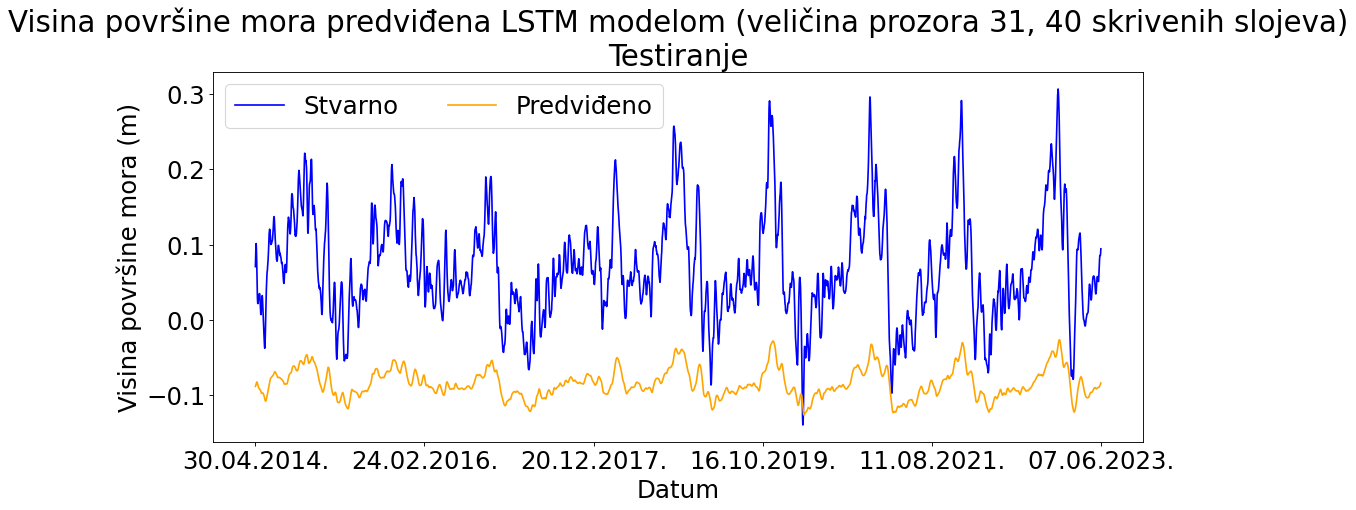 Visina površine mora predviđena LSTM modelom (veličina prozora 31, 40 skrivenih slojeva)
Testiranje
Stvarno Predviđeno
Visina površine mora (m)
0.3
0.2
0.1
0.0
−0.1
30.04.2014. 24.02.2016. 20.12.2017. 16.10.2019. 11.08.2021. 07.06.2023.
Datum